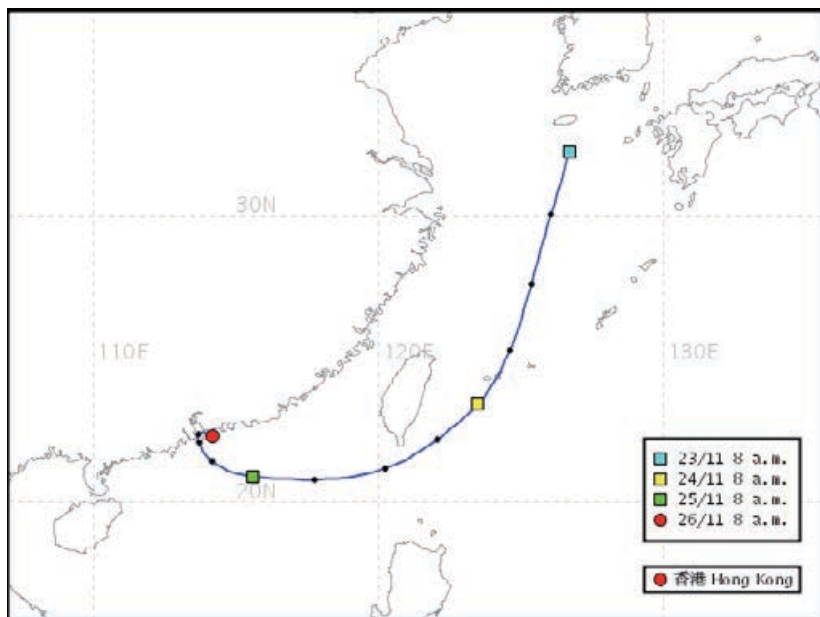 30N
110E 120E 130E
20N
23/11 8 a.m.
24/11 8 a.m.
25/11 8 a.m.
26/11 8 a.m.
香港 Hong Kong